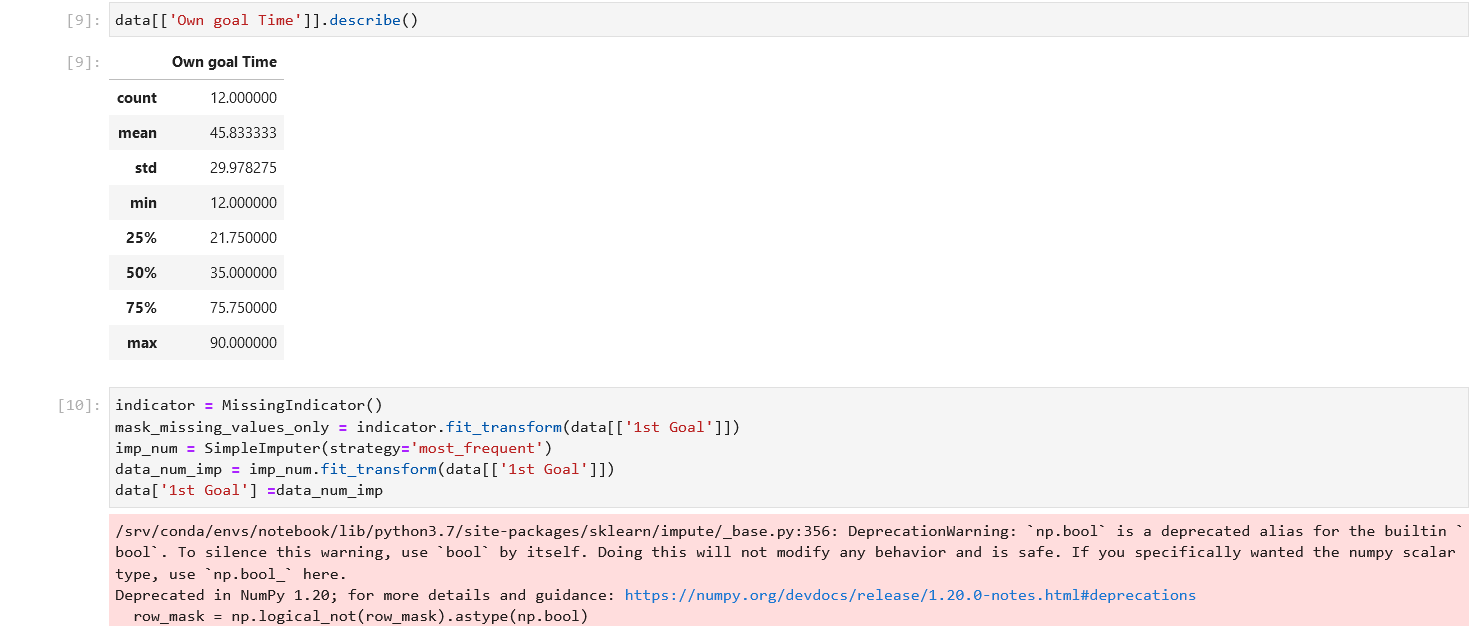 [9]: data[['Own goal Time']].describe()
[9]: Own goal Time
count 12.000000
mean 45.833333
std 29.978275
min 12.000000
25% 21.750000
50% 35.000000
75% 75.750000
max 90.000000
[10]: indicator = MissingIndicator()
mask_missing_values_only = indicator.fit_transform(data[['1st Goal']])
imp_num = SimpleImputer(strategy='most_frequent')
data_num_imp = imp_num.fit_transform(data[['1st Goal']])
data['1st Goal'] =data_num_imp
/srv/conda/envs/notebook/lib/python3.7/site-packages/sklearn/impute/_base.py:356: DeprecationWarning: `np.bool` is a deprecated alias for the builtin `
bool`. To silence this warning, use `bool` by itself. Doing this will not modify any behavior and is safe. If you specifically wanted the numpy scalar
type, use `np.bool_` here.
Deprecated in NumPy 1.20; for more details and guidance: https://numpy.org/devdocs/release/1.20.0-notes.html#deprecations
  row_mask = np.logical_not(row_mask).astype(np.bool)